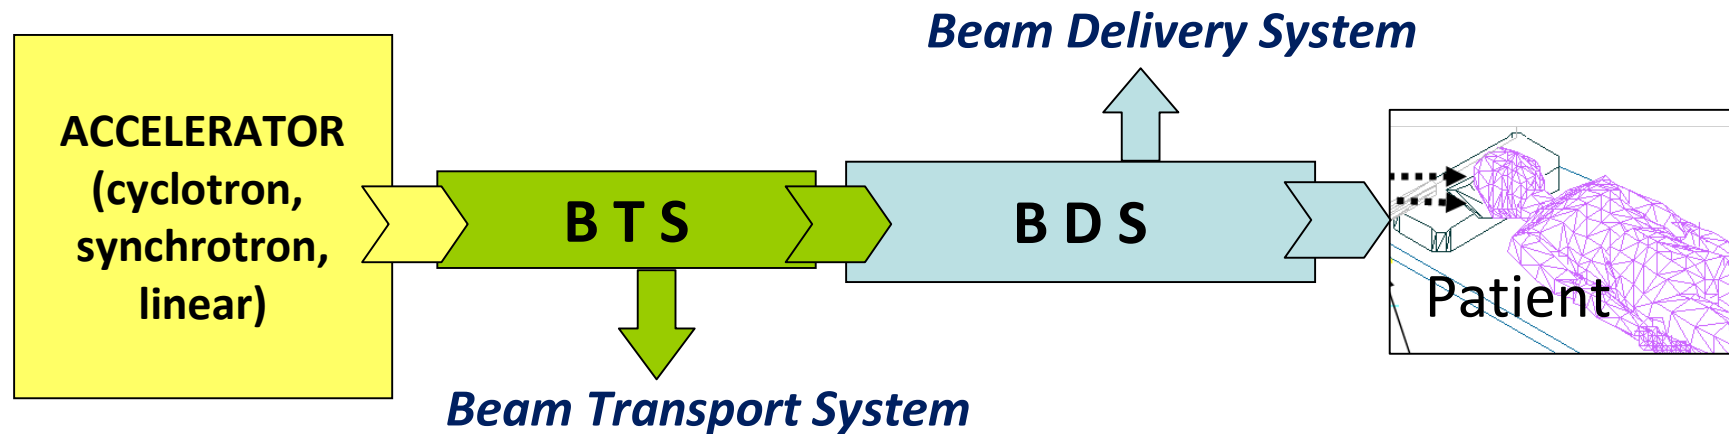 Beam Delivery System
ACCELERATOR
(cyclotron,
synchrotron,
linear)
B T S
B D S
Patient
Beam Transport System